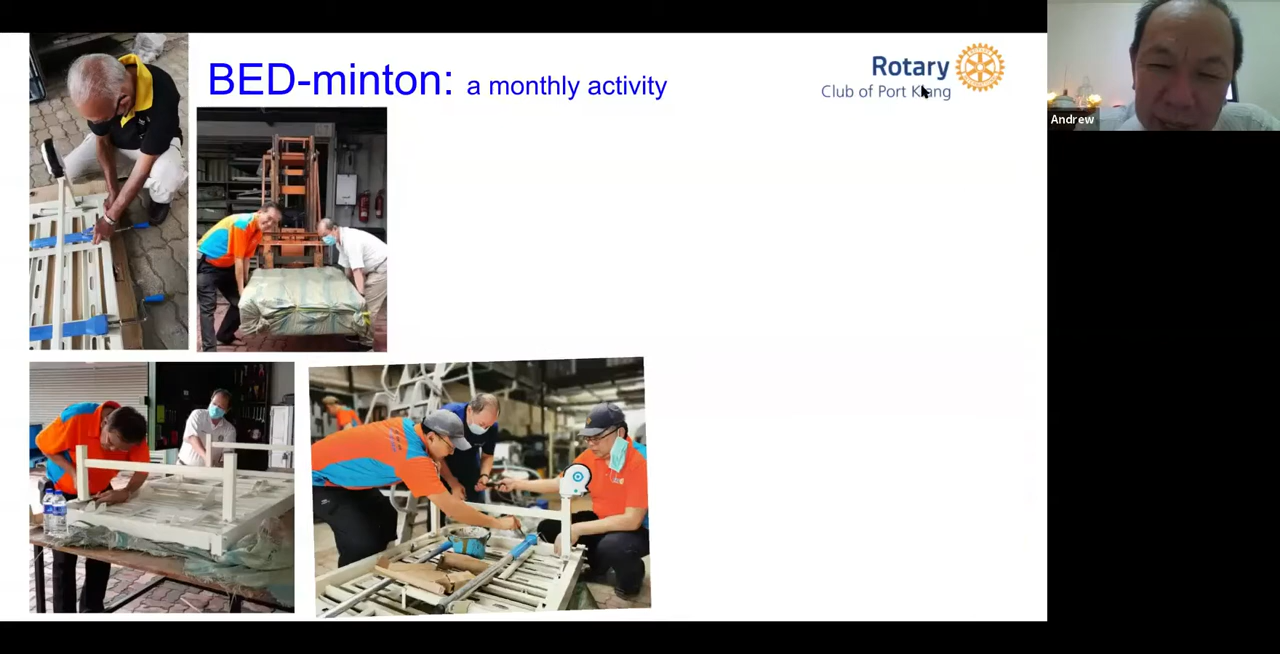 BED-minton: a monthly activity
Rotary
Club of Port Klang
Andrew